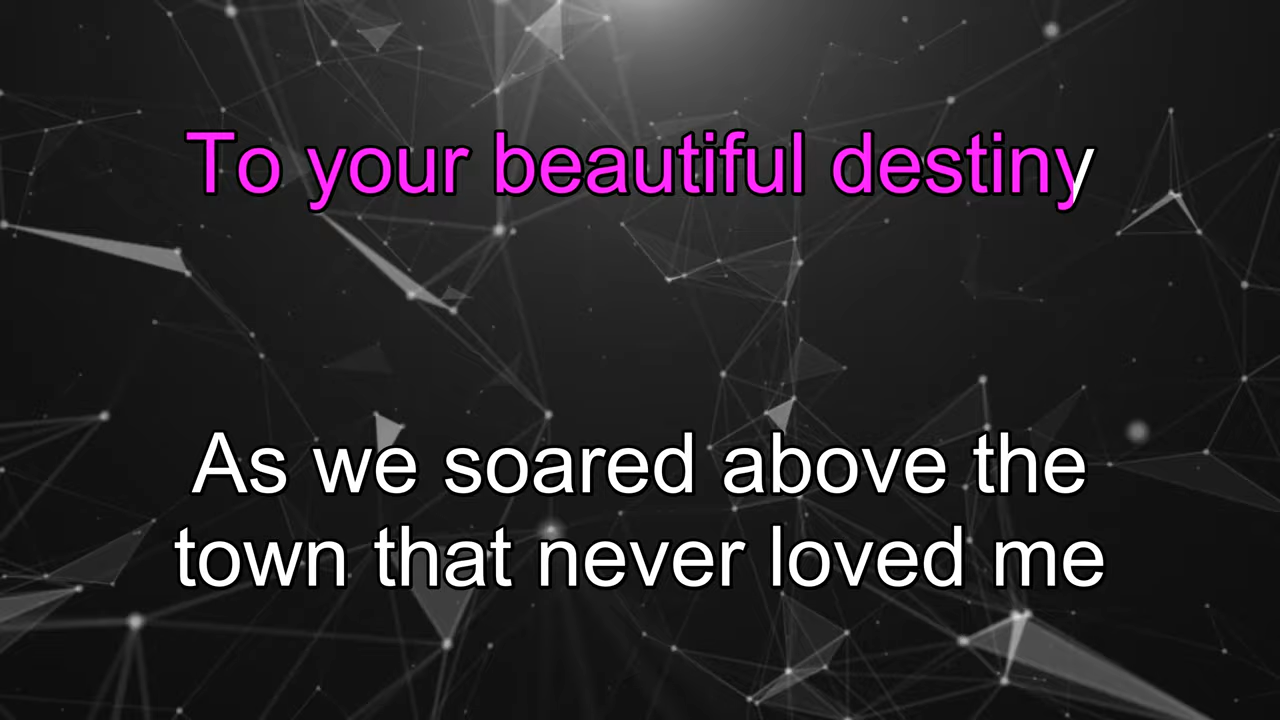 To your beautiful destiny
As we soared above the
town that never loved me